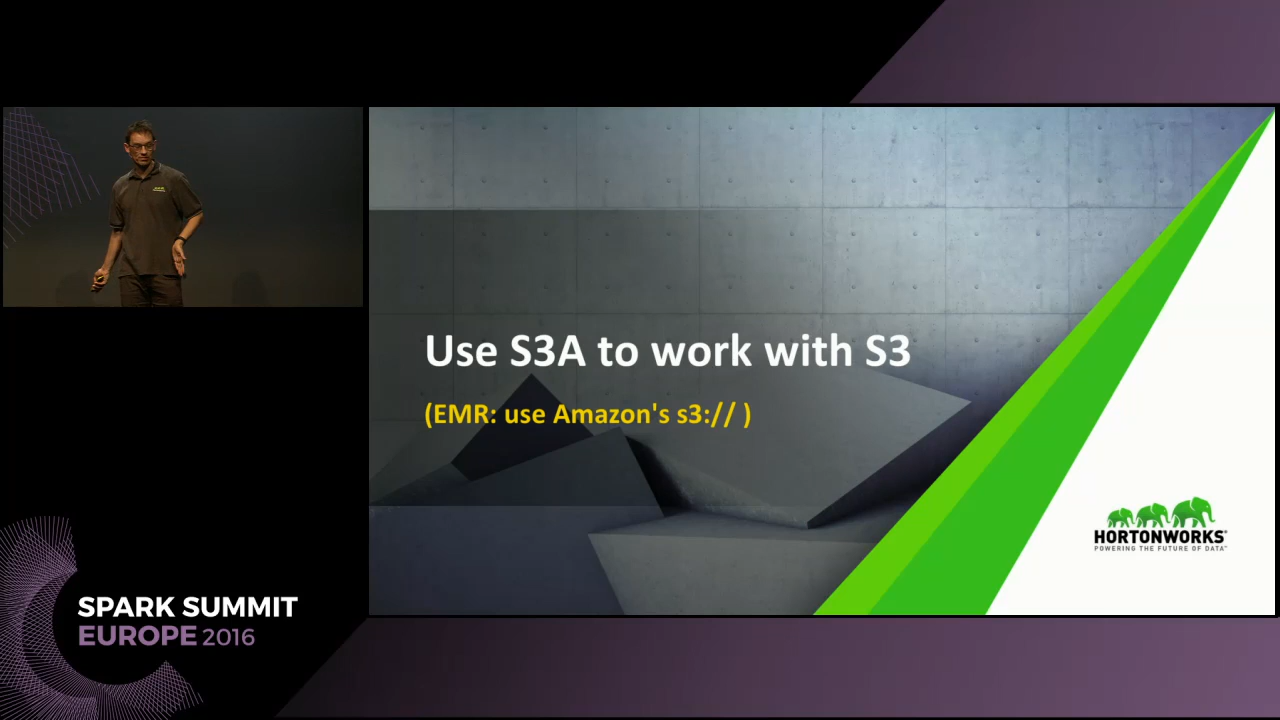 Use S3A to work with S3
(EMR: use Amazon's s3:// )
HORTONWORKS®
POWERING THE FUTURE OF DATA™
SPARK SUMMIT
EUROPE 2016